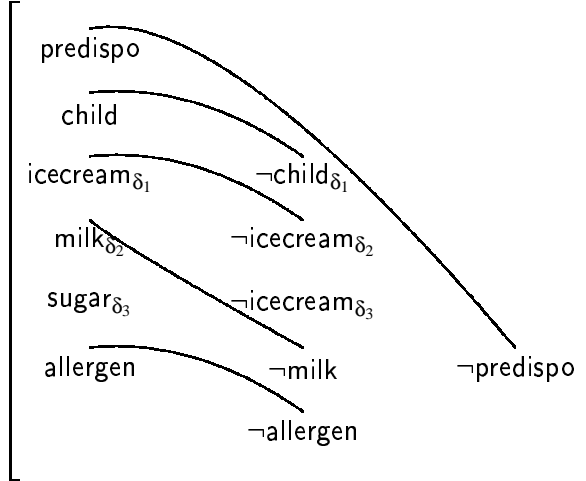 predispo
child
icecream_δ₁ ¬child_δ₁
milk_δ₂ ¬icecream_δ₂
sugar_δ₃ ¬icecream_δ₃
allergen ¬milk ¬predispo
¬allergen